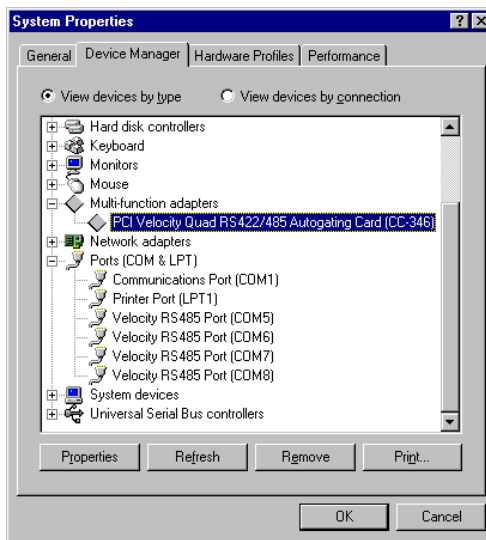 System Properties
General Device Manager Hardware Profiles Performance
View devices by type View devices by connection
Hard disk controllers
Keyboard
Monitors
Mouse
Multi-function adapters
PCI Velocity Quad RS422/485 Autogating Card (CC-346)
Network adapters
Ports (COM & LPT)
Communications Port (COM1)
Printer Port (LPT1)
Velocity RS485 Port (COM5)
Velocity RS485 Port (COM6)
Velocity RS485 Port (COM7)
Velocity RS485 Port (COM8)
System devices
Universal Serial Bus controllers
Properties Refresh Remove Print...
OK Cancel